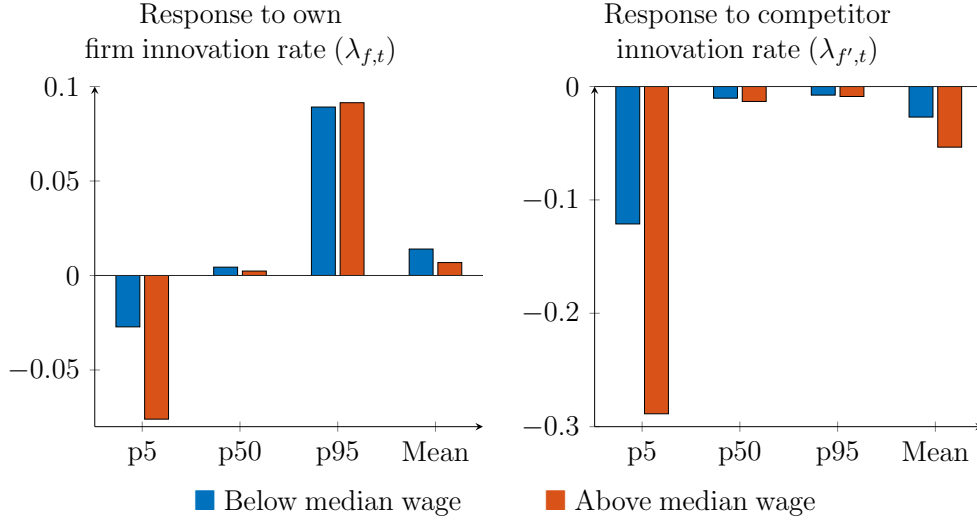 Response to own
firm innovation rate (λf,t)
0.1
0.05
0
−0.05
p5 p50 p95 Mean
Response to competitor
innovation rate (λf′,t)
0
−0.1
−0.2
−0.3
p5 p50 p95 Mean
Below median wage Above median wage